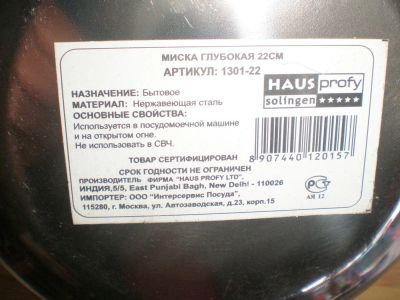 МИСКА ГЛУБОКАЯ 22СМ
АРТИКУЛ: 1301-22
HAUS profy
solingen ★★★★★
НАЗНАЧЕНИЕ: Бытовое
МАТЕРИАЛ: Нержавеющая сталь
ОСНОВНЫЕ СВОЙСТВА:
Используется в посудомоечной машине
и на открытом огне.
Не использовать в СВЧ.
8 907440 120157
ТОВАР СЕРТИФИЦИРОВАН
СРОК ГОДНОСТИ НЕ ОГРАНИЧЕН
ПРОИЗВОДИТЕЛЬ ФИРМА "HAUS PROFY LTD",
ИНДИЯ,5/5, East Punjabi Bagh, New Delhi - 110026
ИМПОРТЕР: ООО "Интерсервис Посуда",
115280, г. Москва, ул. Автозаводская, д.23, корп.15
РСТ
АЯ 12